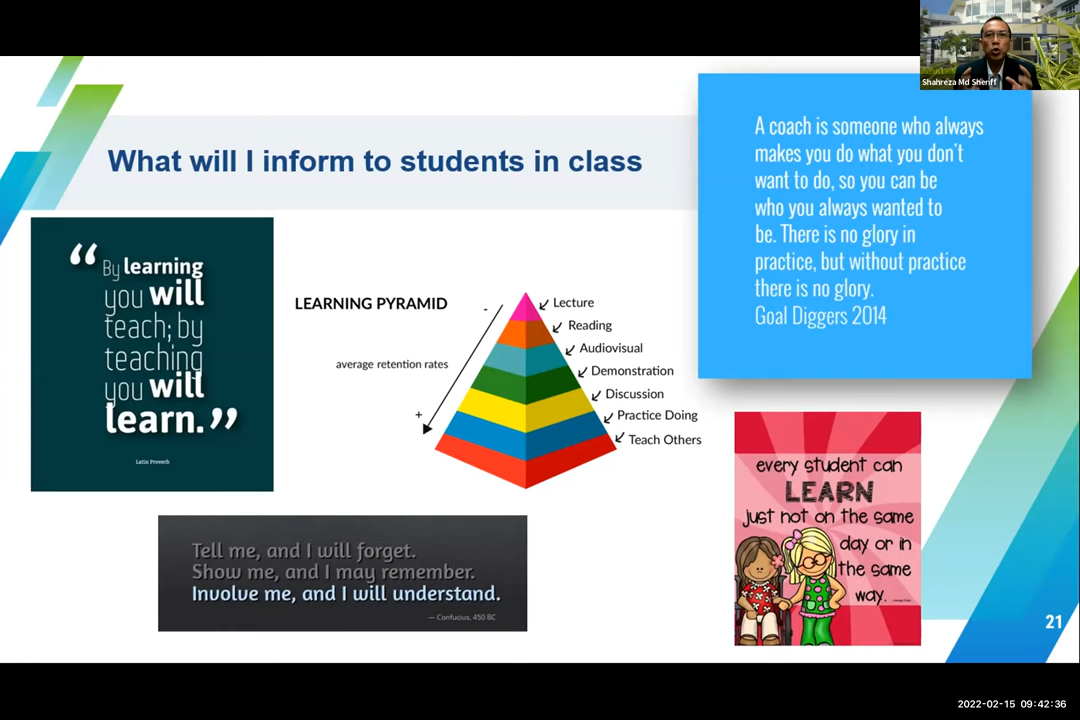 Shahreza Md Sheriff
What will I inform to students in class
A coach is someone who always
makes you do what you don't
want to do, so you can be
who you always wanted to
be. There is no glory in
practice, but without practice
there is no glory.
Goal Diggers 2014
“By learning
you will
teach; by
teaching
you will
learn.”
Latin Proverb
LEARNING PYRAMID
-
average retention rates
+
Lecture
Reading
Audiovisual
Demonstration
Discussion
Practice Doing
Teach Others
every student can
LEARN
just not on the same
day or in
the same
way.
Tell me, and I will forget.
Show me, and I may remember.
Involve me, and I will understand.
— Confucius, 450 BC
21
2022-02-15 09:42:36